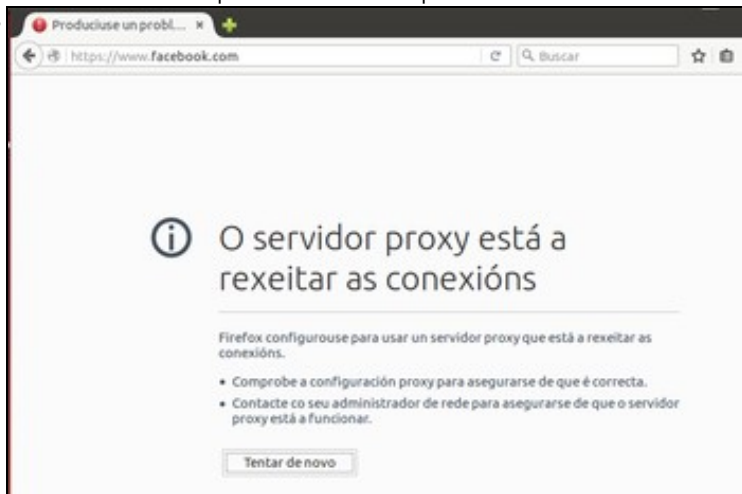 Produciuse un probl...
https://www.facebook.com
Buscar
O servidor proxy está a
rexeitar as conexións
Firefox configurouse para usar un servidor proxy que está a rexeitar as
conexións.
• Comprobe a configuración proxy para asegurarse de que é correcta.
• Contacte co seu administrador de rede para asegurarse de que o servidor
proxy está a funcionar.
Tentar de novo